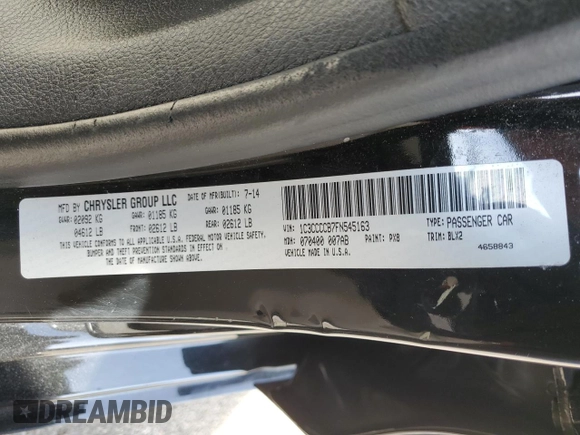 MFD BY CHRYSLER GROUP LLC DATE OF MFR(BUILT): 7-14
GVWR: 02092 KG GAWR FRONT: 01185 KG GAWR REAR: 01185 KG
04612 LB 02612 LB 02612 LB
THIS VEHICLE CONFORMS TO ALL APPLICABLE U.S.A. FEDERAL MOTOR VEHICLE SAFETY,
BUMPER AND THEFT PREVENTION STANDARDS IN EFFECT ON
THE DATE OF MANUFACTURE SHOWN ABOVE.
VIN: 1C3CCCCB7FN545163 TYPE: PASSENGER CAR
MDH: 070400 007AB PAINT: PX8 TRIM: BLX2
VEHICLE MADE IN U.S.A. 4658843
DREAMBID